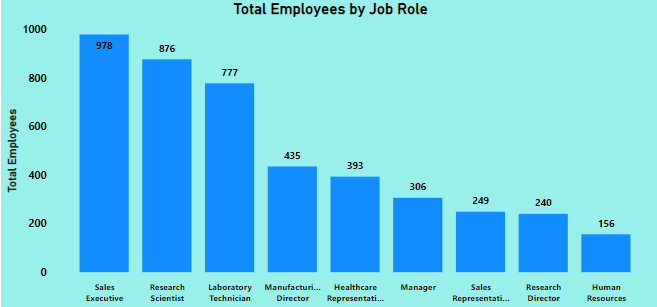 Total Employees by Job Role
Total Employees
1000
800
600
400
200
0
978
876
777
435
393
306
249
240
156
Sales
Executive
Research
Scientist
Laboratory
Technician
Manufacturi...
Director
Healthcare
Representati...
Manager
Sales
Representati...
Research
Director
Human
Resources